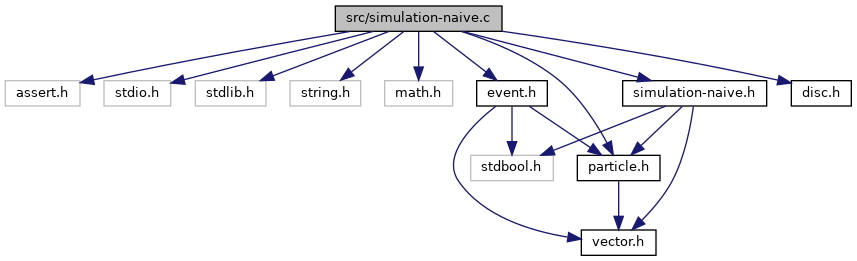 src/simulation-naive.c
assert.h
stdio.h
stdlib.h
string.h
math.h
event.h
simulation-naive.h
disc.h
stdbool.h
particle.h
vector.h